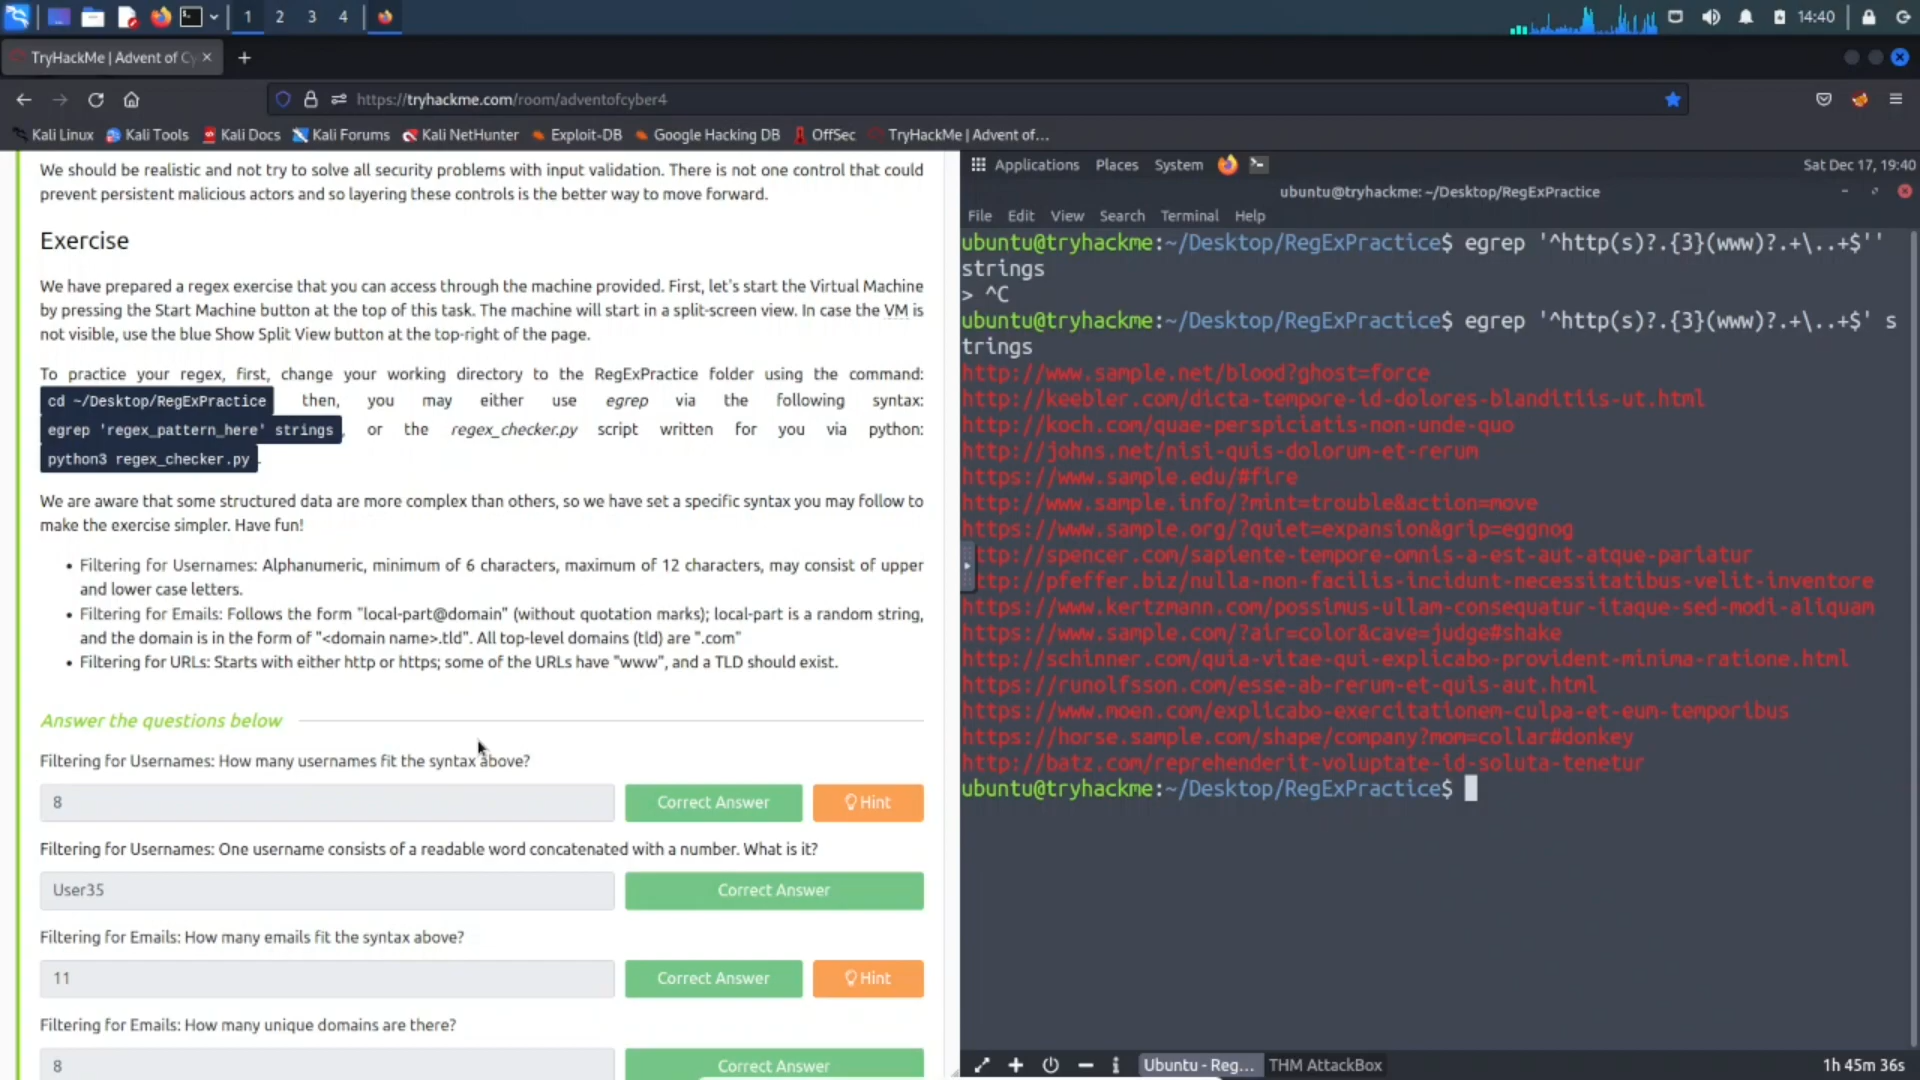 1 2 3 4 14:40
TryHackMe | Advent of Cy
https://tryhackme.com/room/adventofcyber4
Kali Linux Kali Tools Kali Docs Kali Forums Kali NetHunter Exploit-DB Google Hacking DB OffSec TryHackMe | Advent of...
We should be realistic and not try to solve all security problems with input validation. There is not one control that could
prevent persistent malicious actors and so layering these controls is the better way to move forward.
Exercise
We have prepared a regex exercise that you can access through the machine provided. First, let's start the Virtual Machine
by pressing the Start Machine button at the top of this task. The machine will start in a split-screen view. In case the VM is
not visible, use the blue Show Split View button at the top-right of the page.
To practice your regex, first, change your working directory to the RegExPractice folder using the command:
cd ~/Desktop/RegExPractice then, you may either use egrep via the following syntax:
egrep 'regex_pattern_here' strings , or the regex_checker.py script written for you via python:
python3 regex_checker.py .
We are aware that some structured data are more complex than others, so we have set a specific syntax you may follow to
make the exercise simpler. Have fun!
• Filtering for Usernames: Alphanumeric, minimum of 6 characters, maximum of 12 characters, may consist of upper
and lower case letters.
• Filtering for Emails: Follows the form "local-part@domain" (without quotation marks); local-part is a random string,
and the domain is in the form of "<domain name>.tld". All top-level domains (tld) are ".com"
• Filtering for URLs: Starts with either http or https; some of the URLs have "www", and a TLD should exist.
Answer the questions below
Filtering for Usernames: How many usernames fit the syntax above?
8 Correct Answer Hint
Filtering for Usernames: One username consists of a readable word concatenated with a number. What is it?
User35 Correct Answer
Filtering for Emails: How many emails fit the syntax above?
11 Correct Answer Hint
Filtering for Emails: How many unique domains are there?
8 Correct Answer
Applications Places System Sat Dec 17, 19:40
ubuntu@tryhackme: ~/Desktop/RegExPractice
File Edit View Search Terminal Help
ubuntu@tryhackme:~/Desktop/RegExPractice$ egrep '^http(s)?.{3}(www)?.+\..+$''
strings
> ^C
ubuntu@tryhackme:~/Desktop/RegExPractice$ egrep '^http(s)?.{3}(www)?.+\..+$' s
trings
http://www.sample.net/blood?ghost=force
http://keebler.com/dicta-tempore-id-dolores-blanditiis-ut.html
http://koch.com/quae-perspiciatis-non-unde-quo
http://johns.net/nisi-quis-dolorum-et-rerum
https://www.sample.edu/#fire
http://www.sample.info/?mint=trouble&action=move
https://www.sample.org/?quiet=expansion&grip=eggnog
ttp://spencer.com/sapiente-tempore-omnis-a-est-aut-atque-pariatur
ttp://pfeffer.biz/nulla-non-facilis-incidunt-necessitatibus-velit-inventore
https://www.kertzmann.com/possimus-ullam-consequatur-itaque-sed-modi-aliquam
https://www.sample.com/?air=color&cave=judge#shake
http://schinner.com/quia-vitae-qui-explicabo-provident-minima-ratione.html
https://runolfsson.com/esse-ab-rerum-et-quis-aut.html
https://www.moen.com/explicabo-exercitationem-culpa-et-eum-temporibus
https://horse.sample.com/shape/company?mom=collar#donkey
http://batz.com/reprehenderit-voluptate-id-soluta-tenetur
ubuntu@tryhackme:~/Desktop/RegExPractice$
Ubuntu - Reg... THM AttackBox 1h 45m 36s